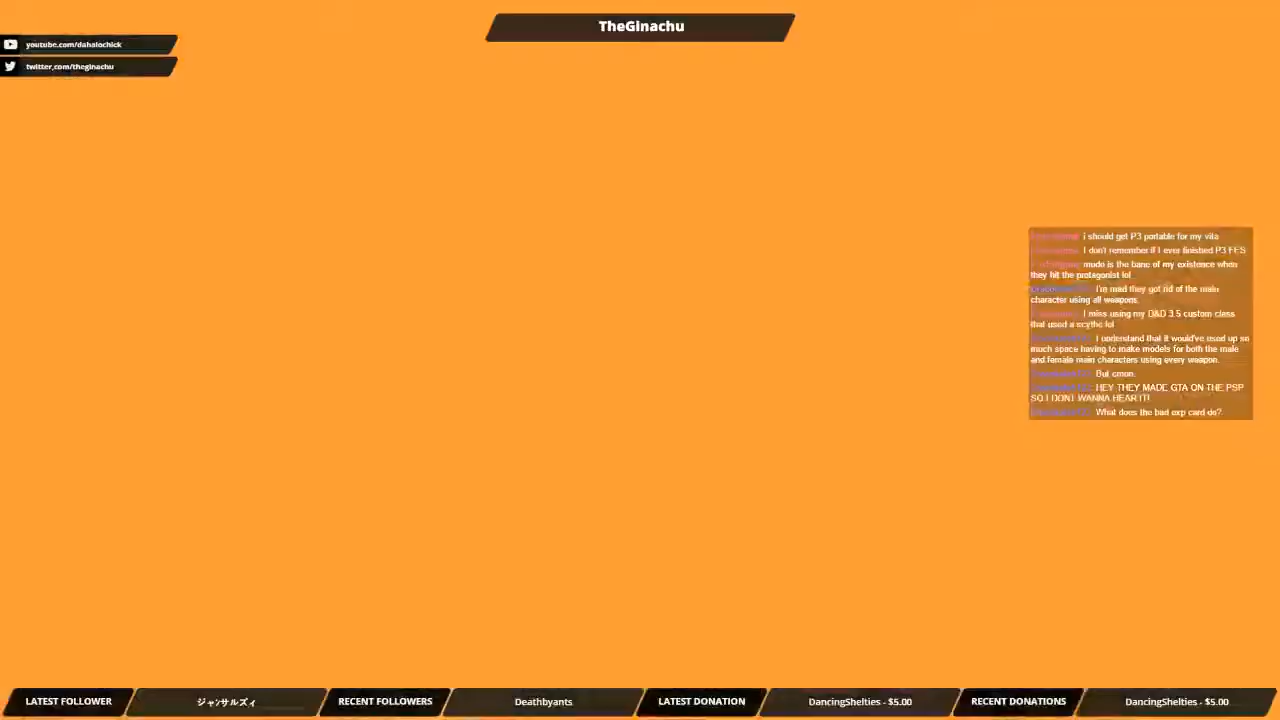 TheGinachu
youtube.com/dahalochick
twitter.com/theginachu
i should get P3 portable for my vita
I don't remember if I ever finished P3 FES
mudo is the bane of my existence when
they hit the protagonist lol
I'm mad they got rid of the main
character using all weapons.
I miss using my D&D 3.5 custom class
that used a scythe lol
I understand that it would've used up so
much space having to make models for both the male
and female main characters using every weapon.
But cmon.
HEY THEY MADE GTA ON THE PSP
SO I DONT WANNA HEAR IT!
What does the bad exp card do?
LATEST FOLLOWER
RECENT FOLLOWERS
Deathbyants
LATEST DONATION
DancingShelties - $5.00
RECENT DONATIONS
DancingShelties - $5.00